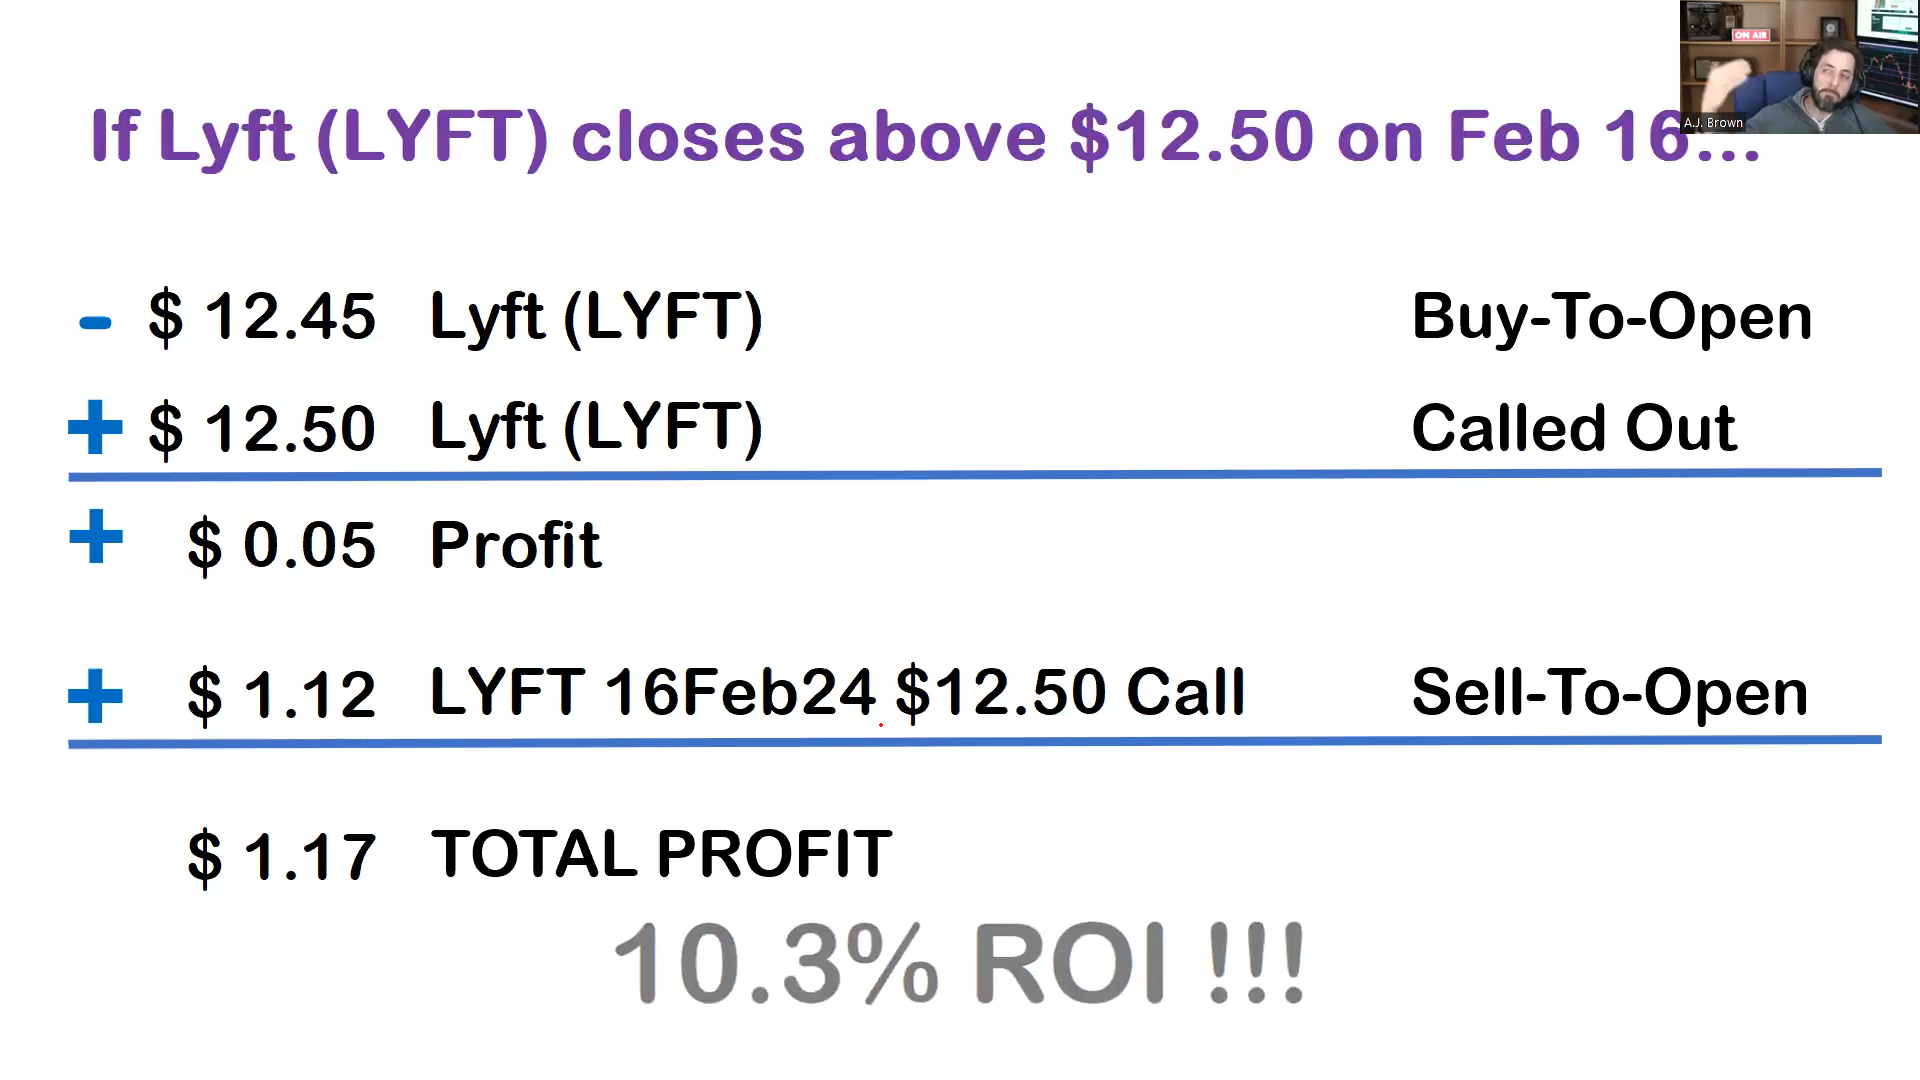 ON AIR
A.J. Brown
If Lyft (LYFT) closes above $12.50 on Feb 16...
- $ 12.45 Lyft (LYFT) Buy-To-Open
+ $ 12.50 Lyft (LYFT) Called Out
+ $ 0.05 Profit
+ $ 1.12 LYFT 16Feb24 $12.50 Call Sell-To-Open
$ 1.17 TOTAL PROFIT
10.3% ROI !!!